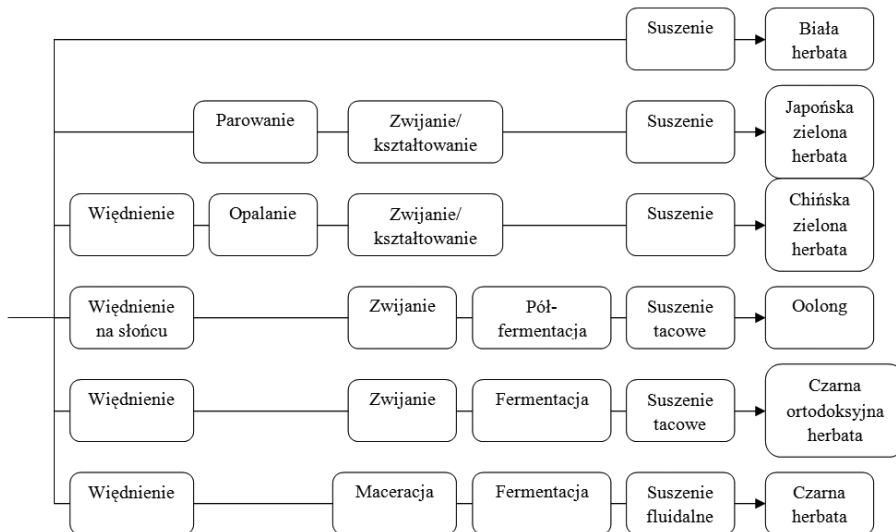 Suszenie
Biała
herbata
Parowanie
Zwijanie/
kształtowanie
Suszenie
Japońska
zielona
herbata
Więdnienie
Opalanie
Zwijanie/
kształtowanie
Suszenie
Chińska
zielona
herbata
Więdnienie
na słońcu
Zwijanie
Pół-
fermentacja
Suszenie
tacowe
Oolong
Więdnienie
Zwijanie
Fermentacja
Suszenie
tacowe
Czarna
ortodoksyjna
herbata
Więdnienie
Maceracja
Fermentacja
Suszenie
fluidalne
Czarna
herbata